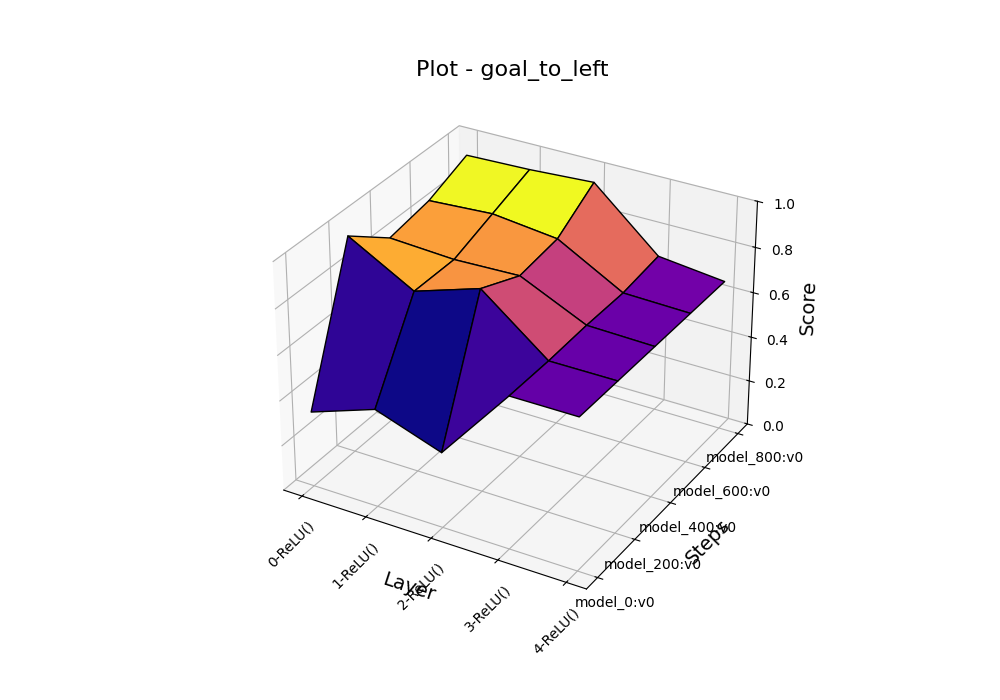 Plot - goal_to_left
1.0
0.8
0.6
0.4
0.2
0.0
Score
model_800:v0
model_600:v0
model_400:v0
model_200:v0
model_0:v0
Steps
0-ReLU()
1-ReLU()
2-ReLU()
3-ReLU()
4-ReLU()
Layer